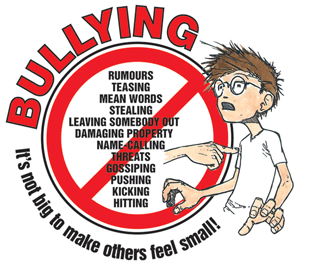 BULLYING
RUMOURS
TEASING
MEAN WORDS
STEALING
LEAVING SOMEBODY OUT
DAMAGING PROPERTY
NAME-CALLING
THREATS
GOSSIPING
PUSHING
KICKING
HITTING
It's not big to make others feel small!